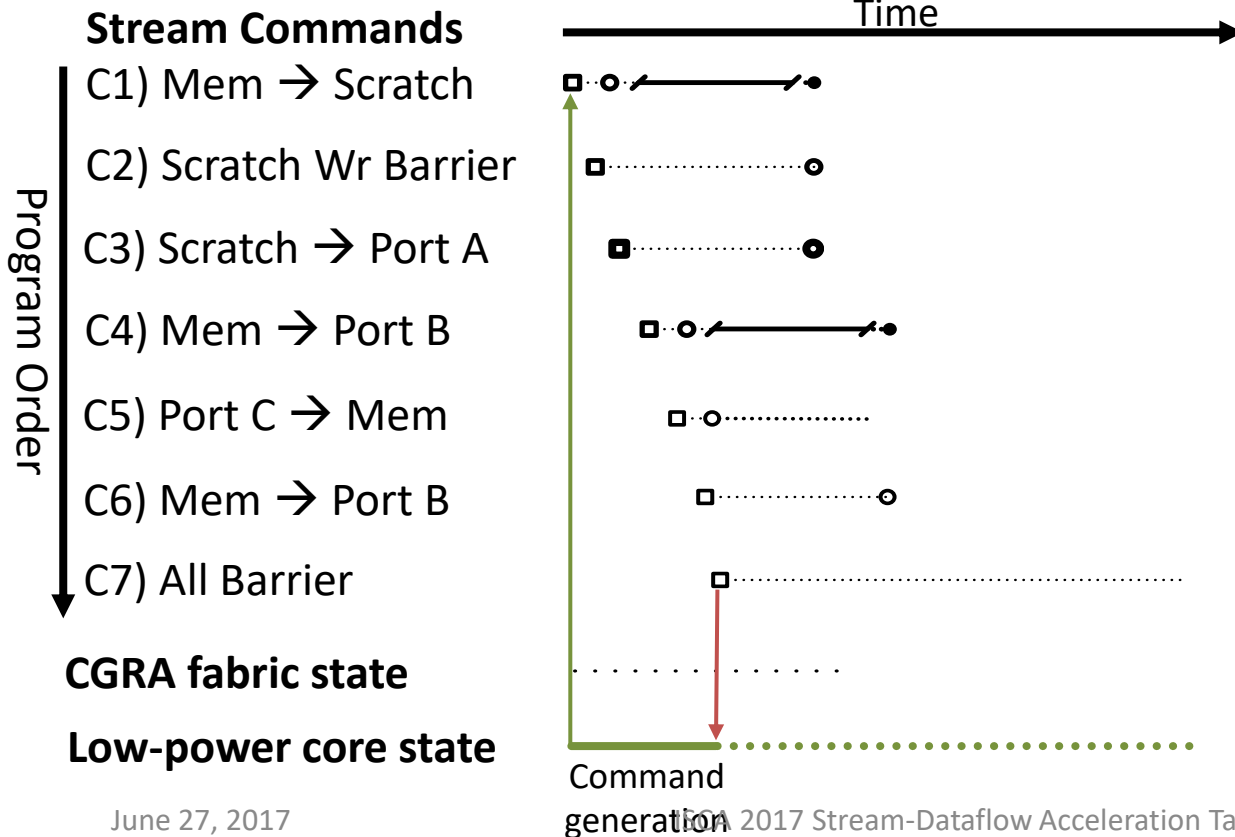 Time
Stream Commands
C1) Mem → Scratch
C2) Scratch Wr Barrier
C3) Scratch → Port A
C4) Mem → Port B
C5) Port C → Mem
C6) Mem → Port B
C7) All Barrier
Program Order
CGRA fabric state
Low-power core state
Command
generation
June 27, 2017
ISCA 2017 Stream-Dataflow Acceleration Ta